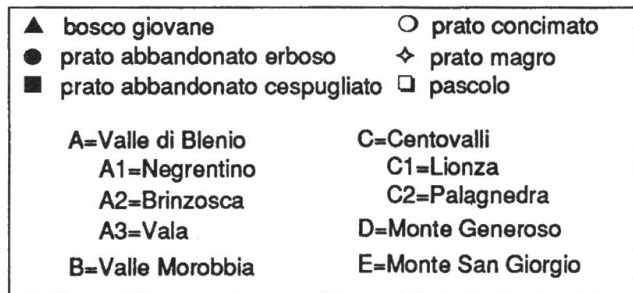 ▲ bosco giovane
● prato abbandonato erboso
■ prato abbandonato cespugliato
○ prato concimato
✧ prato magro
❑ pascolo
A=Valle di Blenio
A1=Negrentino
A2=Brinzosca
A3=Vala
B=Valle Morobbia
C=Centovalli
C1=Lionza
C2=Palagnedra
D=Monte Generoso
E=Monte San Giorgio